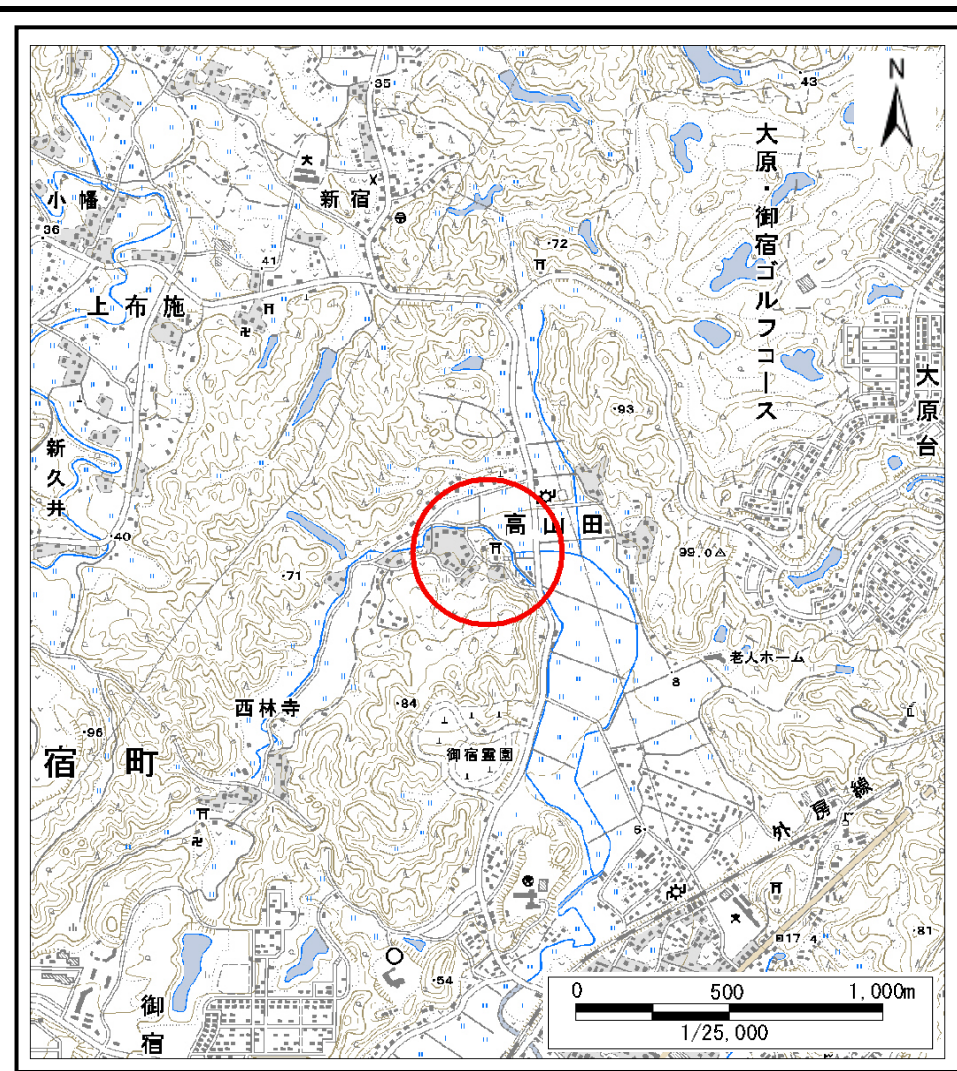 N
43
35
大原・御宿ゴルフコース
文
新宿
小幡
36
72
41
上布施
大原台
93
新久井
高山田
40
99.0
71
老人ホーム
8
西林寺
84
96
宿町
御宿霊園
外房線
6
文
17.4
81
54
御宿
0 500 1,000m
1/25,000